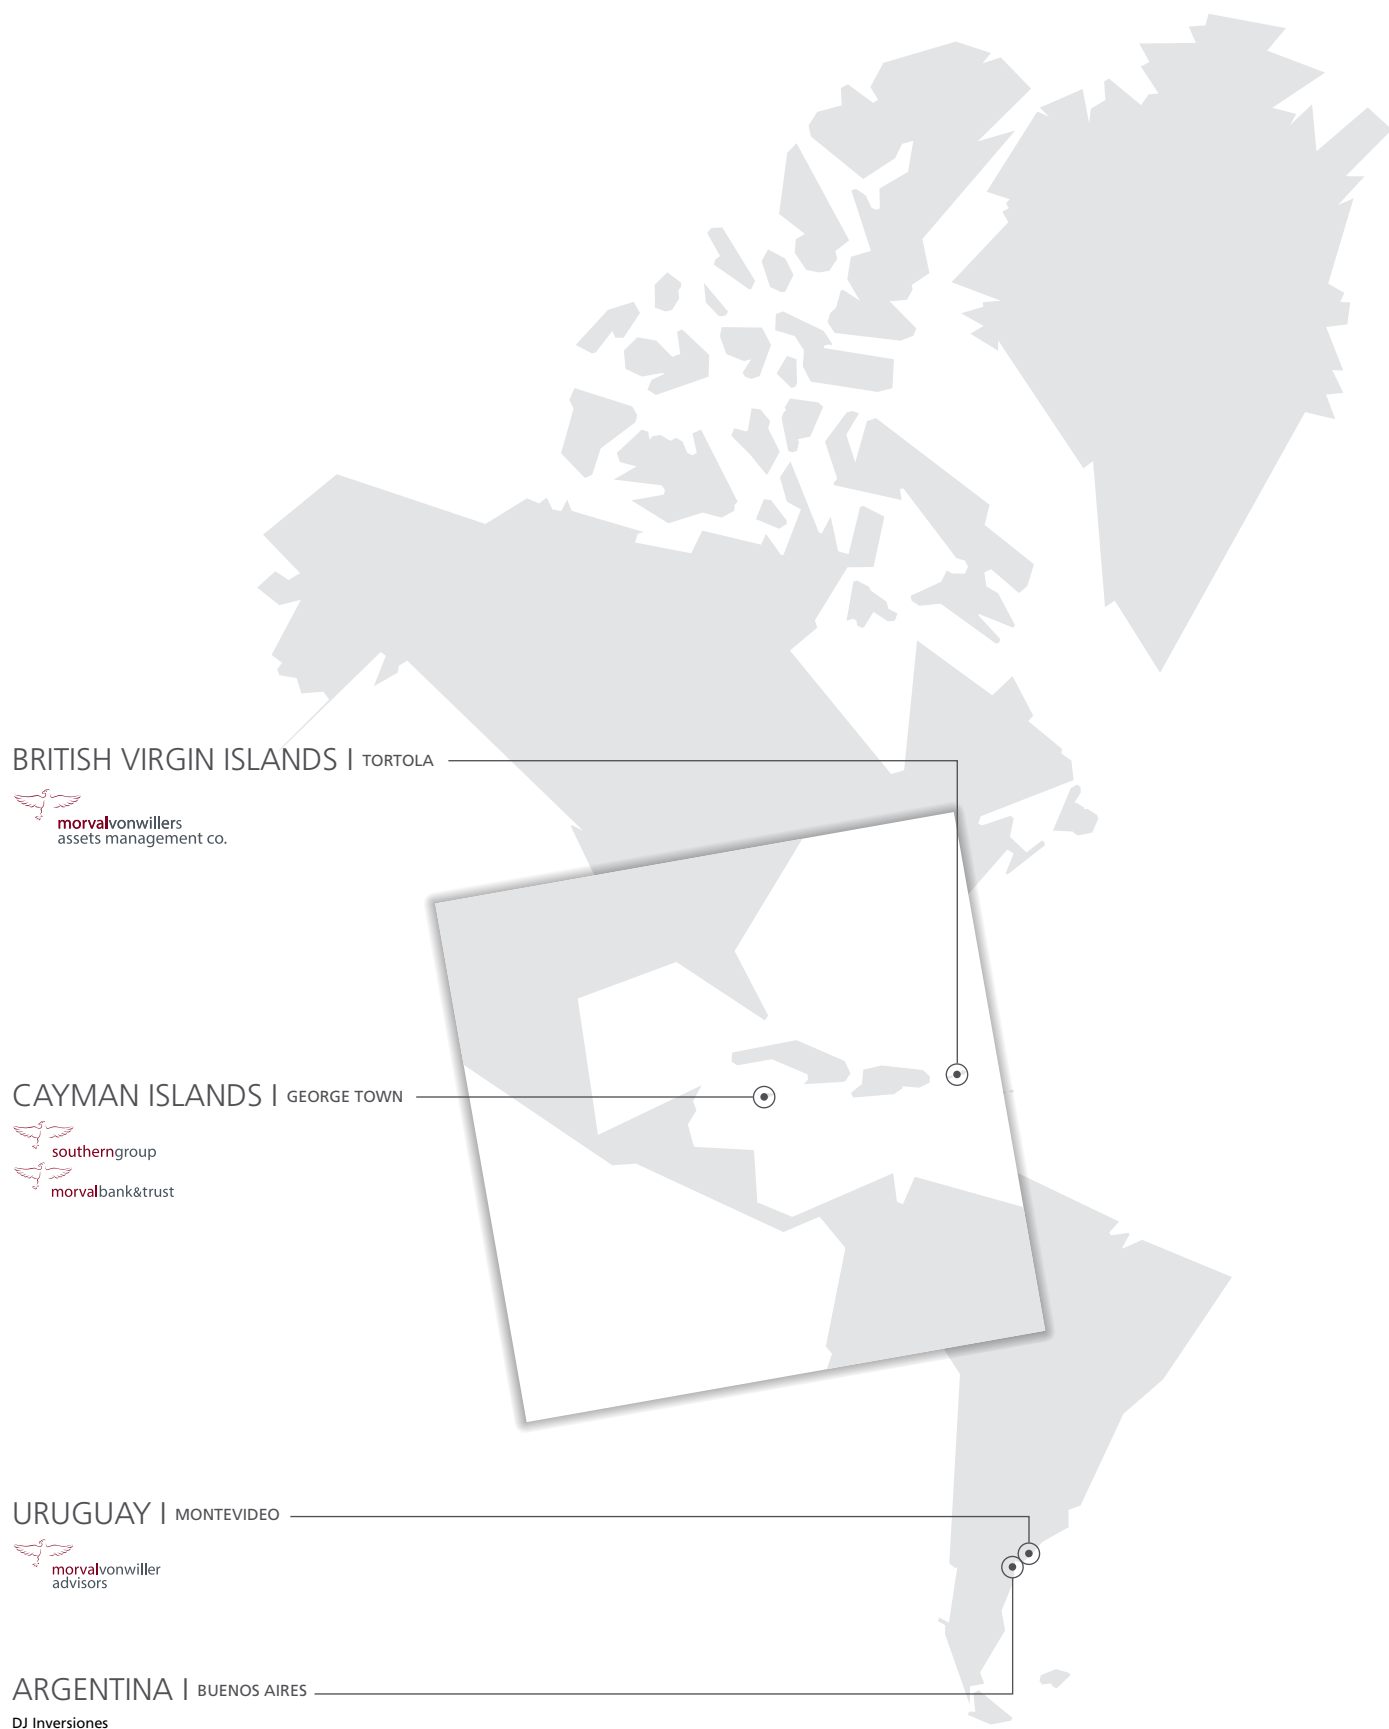 BRITISH VIRGIN ISLANDS | TORTOLA
morvalvonwillers
assets management co.
CAYMAN ISLANDS | GEORGE TOWN
southerngroup
morvalbank&trust
URUGUAY | MONTEVIDEO
morvalvonwiller
advisors
ARGENTINA | BUENOS AIRES
DJ Inversiones